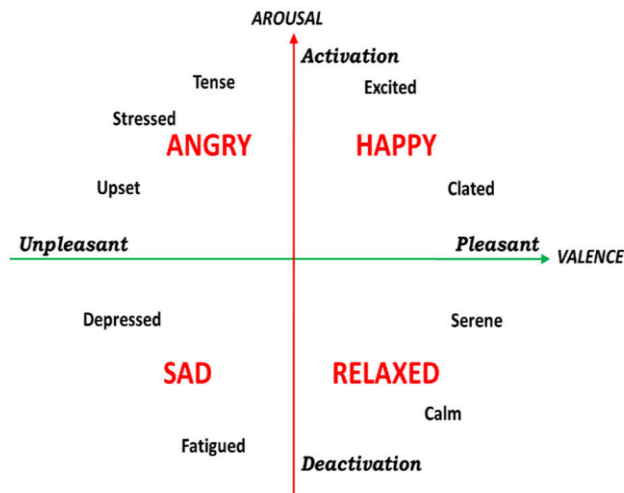 AROUSAL
Activation
Tense
Excited
Stressed
ANGRY
HAPPY
Upset
Clated
Unpleasant
Pleasant
VALENCE
Depressed
Serene
SAD
RELAXED
Calm
Fatigued
Deactivation